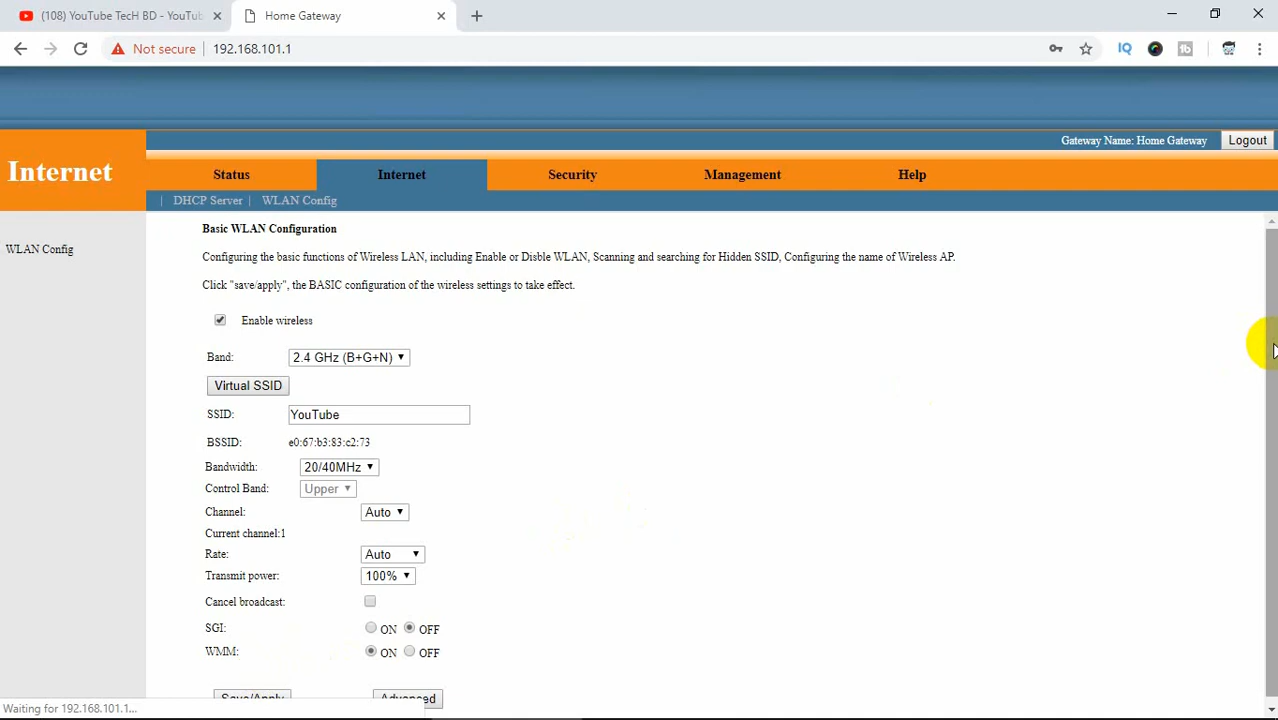 (108) YouTube TecH BD - YouTub
Home Gateway
Not secure
192.168.101.1
IQ
Gateway Name: Home Gateway
Logout
Internet
Status
Internet
Security
Management
Help
DHCP Server
WLAN Config
WLAN Config
Basic WLAN Configuration
Configuring the basic functions of Wireless LAN, including Enable or Disble WLAN, Scanning and searching for Hidden SSID, Configuring the name of Wireless AP.
Click "save/apply", the BASIC configuration of the wireless settings to take effect.
Enable wireless
Band: 2.4 GHz (B+G+N)
Virtual SSID
SSID: YouTube
BSSID: e0:67:b3:83:c2:73
Bandwidth: 20/40MHz
Control Band: Upper
Channel: Auto
Current channel:1
Rate: Auto
Transmit power: 100%
Cancel broadcast:
SGI: ON OFF
WMM: ON OFF
Save/Apply Advanced
Waiting for 192.168.101.1...